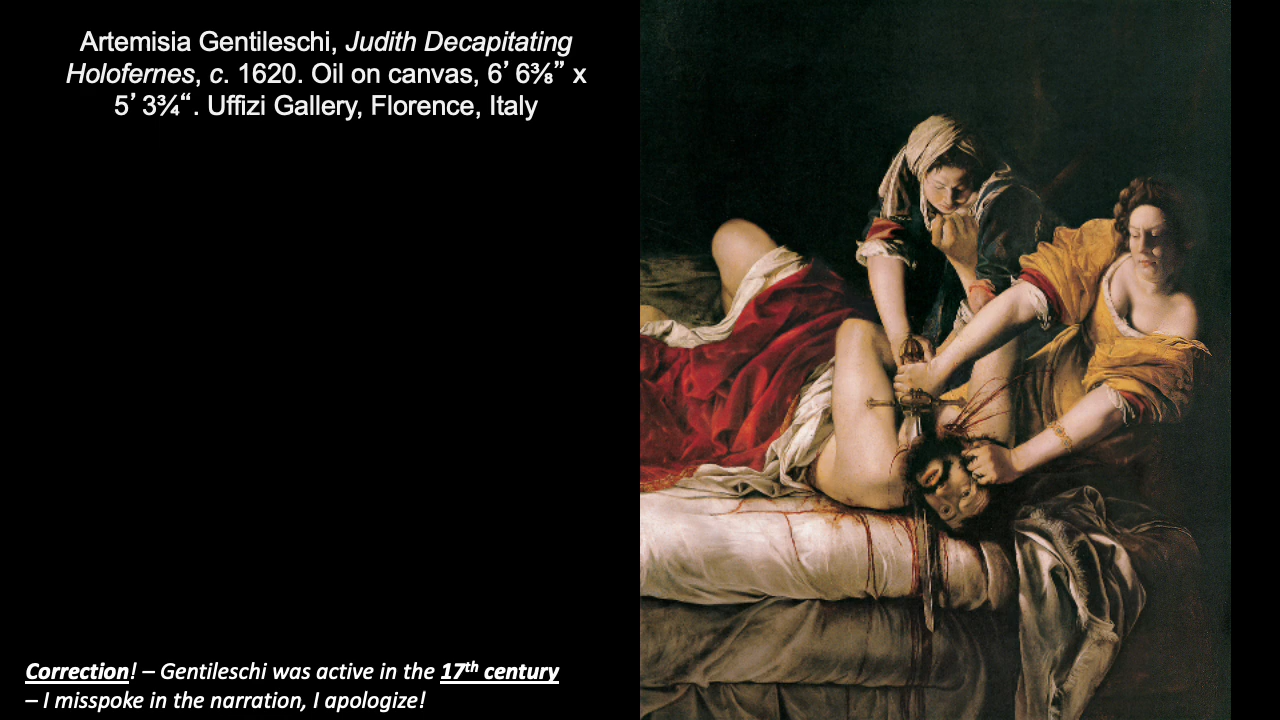 Artemisia Gentileschi, Judith Decapitating
Holofernes, c. 1620. Oil on canvas, 6’ 6⅜” x
5’ 3¾“. Uffizi Gallery, Florence, Italy
Correction! – Gentileschi was active in the 17th century
– I misspoke in the narration, I apologize!